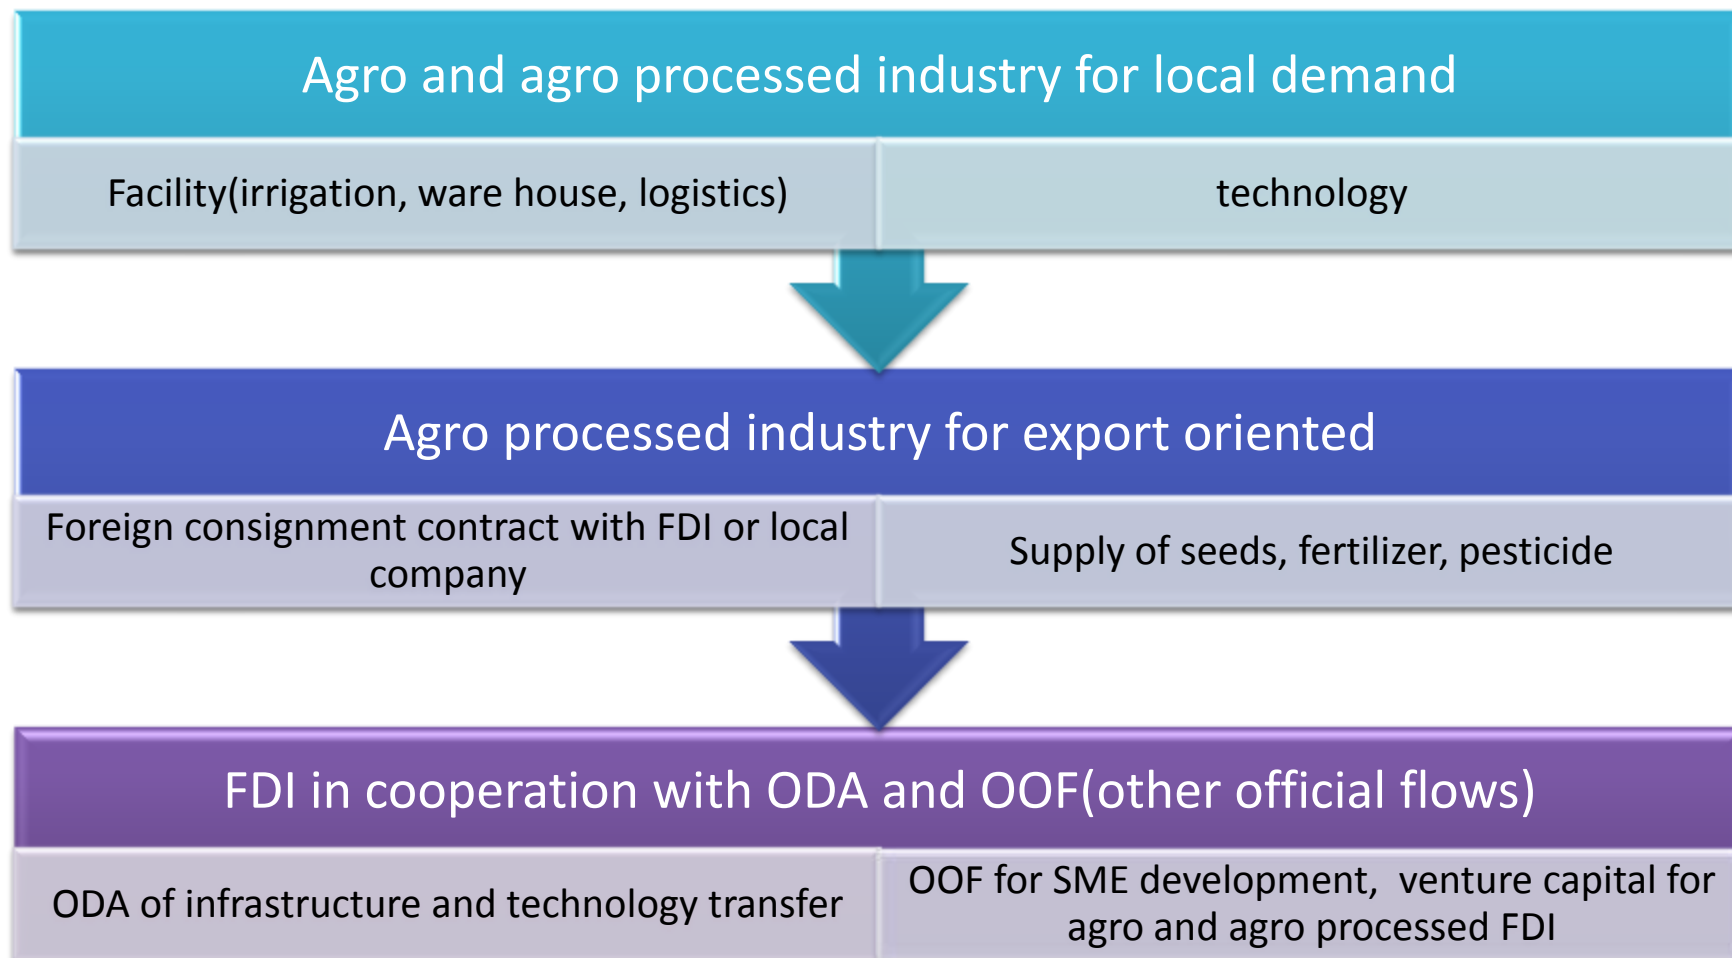 Agro and agro processed industry for local demand
Facility(irrigation, ware house, logistics)
technology
Agro processed industry for export oriented
Foreign consignment contract with FDI or local
company
Supply of seeds, fertilizer, pesticide
FDI in cooperation with ODA and OOF(other official flows)
ODA of infrastructure and technology transfer
OOF for SME development,  venture capital for
agro and agro processed FDI